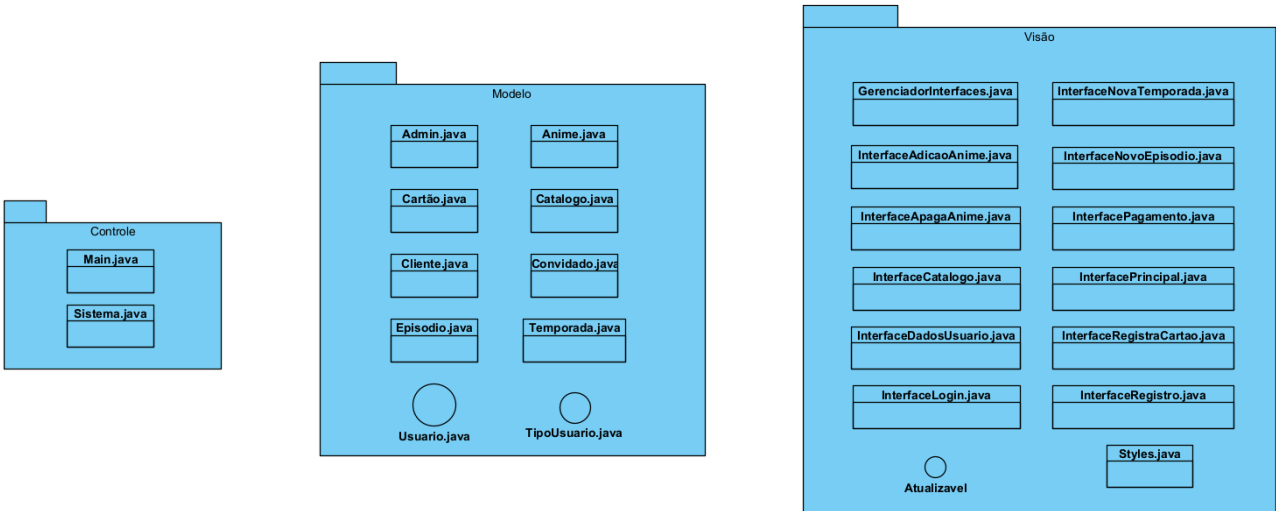 Controle
Main.java
Sistema.java
Modelo
Admin.java
Anime.java
Cartão.java
Catalogo.java
Cliente.java
Convidado.java
Episodio.java
Temporada.java
Usuario.java
TipoUsuario.java
Visão
GerenciadorInterfaces.java
InterfaceNovaTemporada.java
InterfaceAdicaoAnime.java
InterfaceNovoEpisodio.java
InterfaceApagaAnime.java
InterfacePagamento.java
InterfaceCatalogo.java
InterfacePrincipal.java
InterfaceDadosUsuario.java
InterfaceRegistraCartao.java
InterfaceLogin.java
InterfaceRegistro.java
Atualizavel
Styles.java